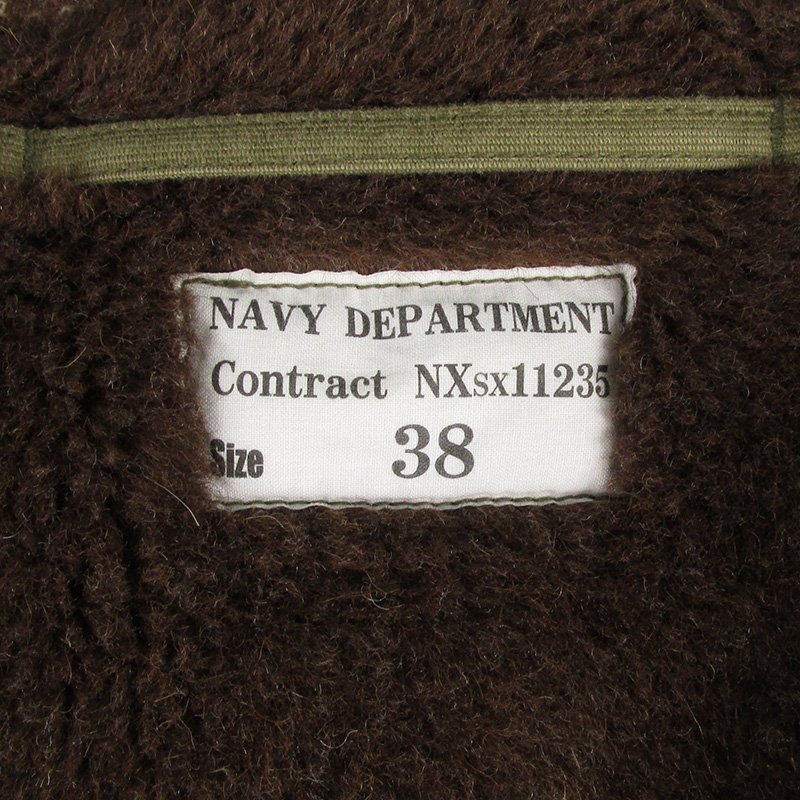 NAVY DEPARTMENT
Contract NXsx11235
Size 38